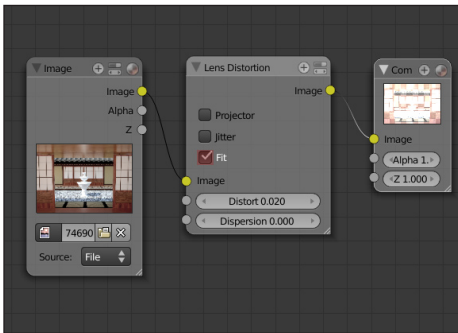 Image
Image
Alpha
Z
74690
Source: File
Lens Distortion
Image
Projector
Jitter
Fit
Image
Distort 0.020
Dispersion 0.000
Com
Image
Alpha 1.
Z 1.000